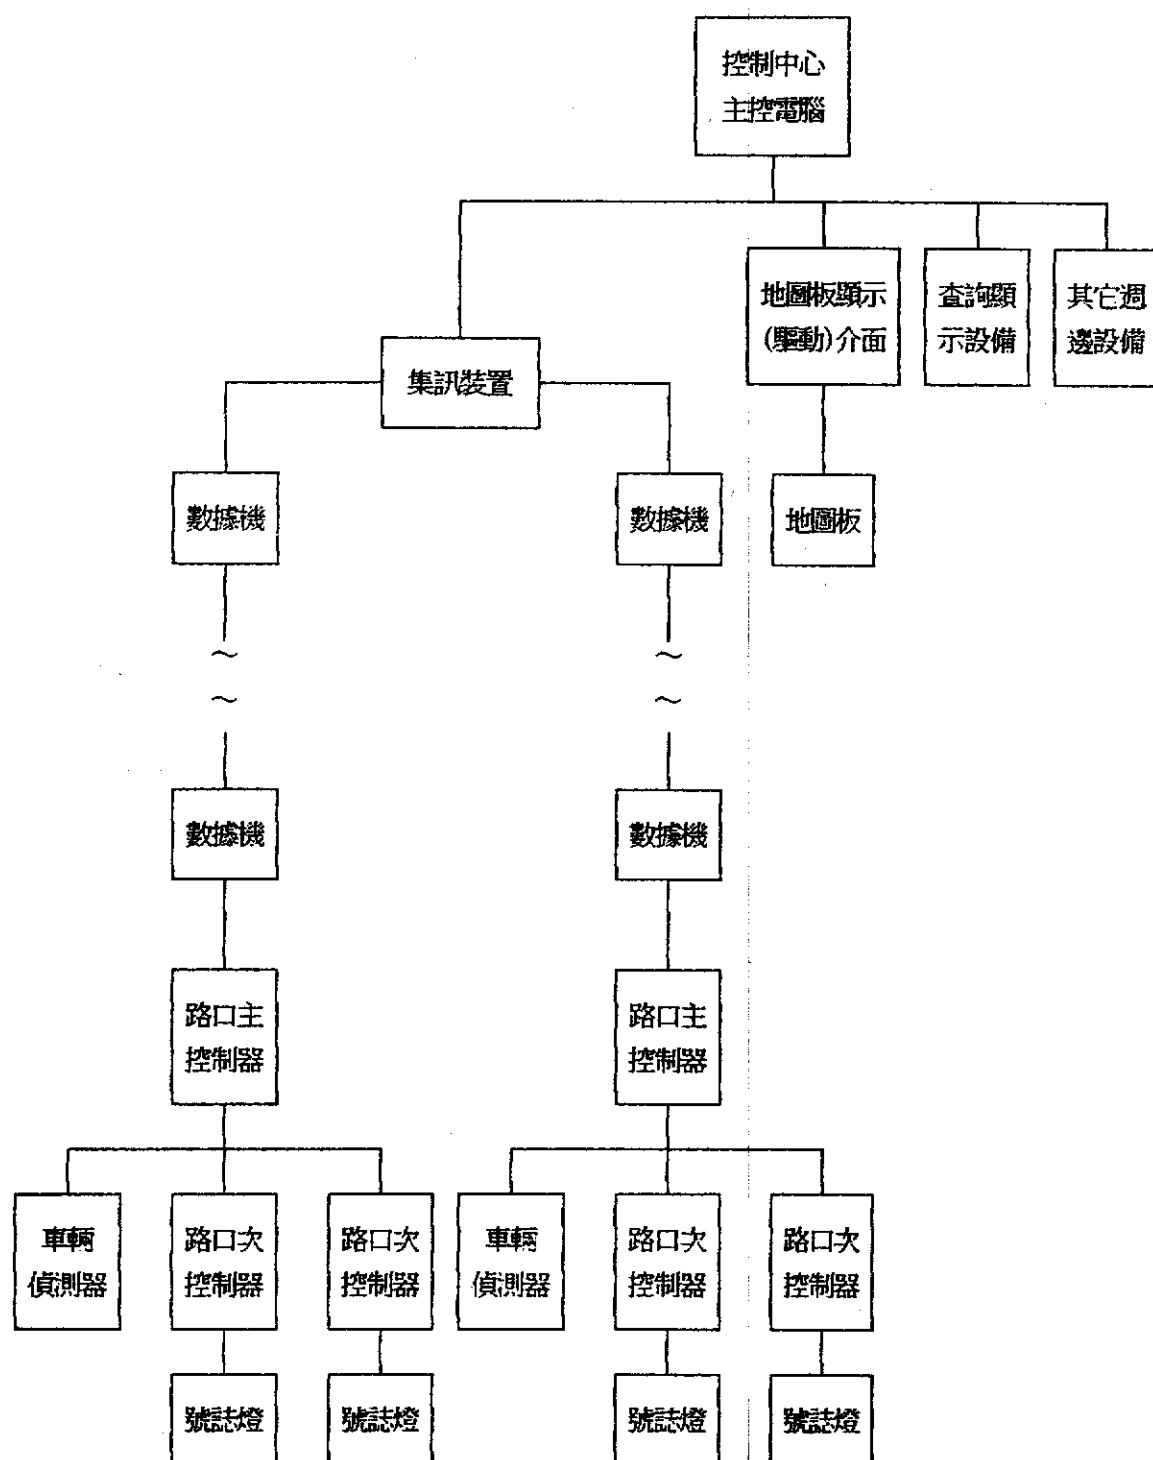 控制中心
主控電腦
地圖板顯示
(驅動)介面
查詢顯
示設備
其它週
邊設備
集訊裝置
數據機
數據機
地圖板
～
～
～
～
數據機
數據機
路口主
控制器
路口主
控制器
車輛
偵測器
路口次
控制器
路口次
控制器
車輛
偵測器
路口次
控制器
路口次
控制器
號誌燈
號誌燈
號誌燈
號誌燈